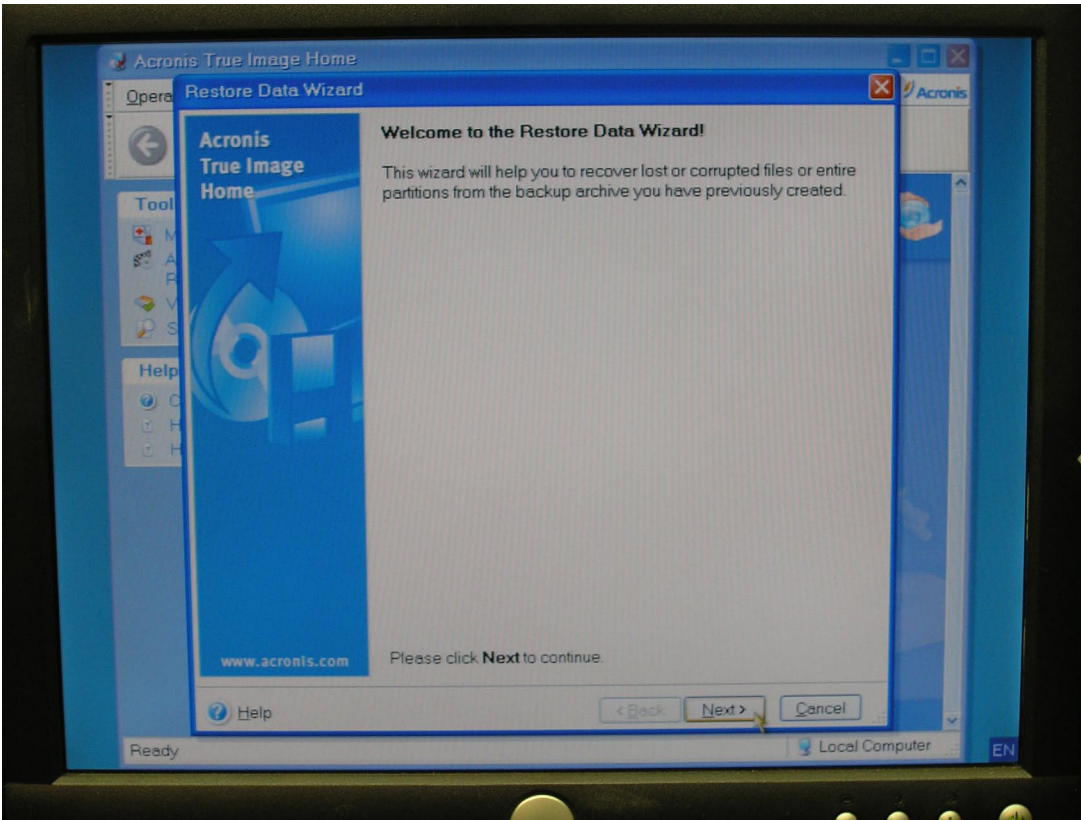 Acronis True Image Home
Restore Data Wizard
Opera
Acronis
Acronis
True Image
Home
Welcome to the Restore Data Wizard!
This wizard will help you to recover lost or corrupted files or entire
partitions from the backup archive you have previously created.
Tool
M
A
R
V
S
Help
C
H
H
www.acronis.com
Please click Next to continue.
Help
< Back
Next >
Cancel
Ready
Local Computer
EN